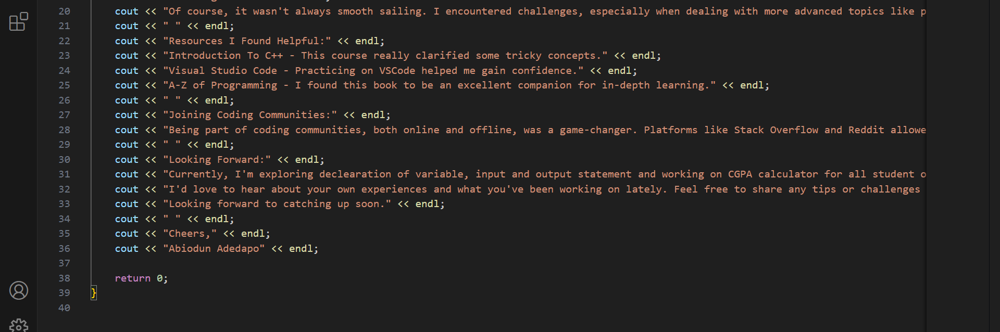 20 cout << "Of course, it wasn't always smooth sailing. I encountered challenges, especially when dealing with more advanced topics like p
21 cout << " " << endl;
22 cout << "Resources I Found Helpful:" << endl;
23 cout << "Introduction To C++ - This course really clarified some tricky concepts." << endl;
24 cout << "Visual Studio Code - Practicing on VSCode helped me gain confidence." << endl;
25 cout << "A-Z of Programming - I found this book to be an excellent companion for in-depth learning." << endl;
26 cout << " " << endl;
27 cout << "Joining Coding Communities:" << endl;
28 cout << "Being part of coding communities, both online and offline, was a game-changer. Platforms like Stack Overflow and Reddit allowe
29 cout << " " << endl;
30 cout << "Looking Forward:" << endl;
31 cout << "Currently, I'm exploring declearation of variable, input and output statement and working on CGPA calculator for all student o
32 cout << "I'd love to hear about your own experiences and what you've been working on lately. Feel free to share any tips or challenges
33 cout << "Looking forward to catching up soon." << endl;
34 cout << " " << endl;
35 cout << "Cheers," << endl;
36 cout << "Abiodun Adedapo" << endl;
37
38 return 0;
39 }
40